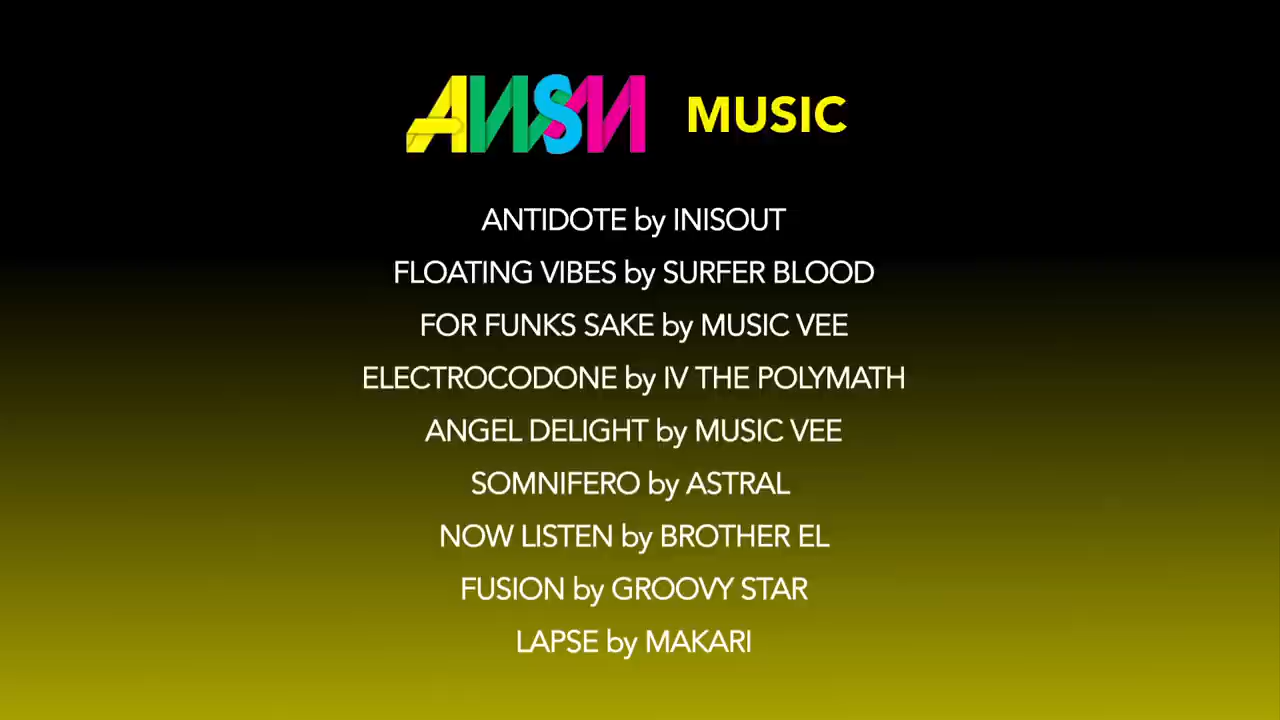 AWSM MUSIC
ANTIDOTE by INISOUT
FLOATING VIBES by SURFER BLOOD
FOR FUNKS SAKE by MUSIC VEE
ELECTROCODONE by IV THE POLYMATH
ANGEL DELIGHT by MUSIC VEE
SOMNIFERO by ASTRAL
NOW LISTEN by BROTHER EL
FUSION by GROOVY STAR
LAPSE by MAKARI